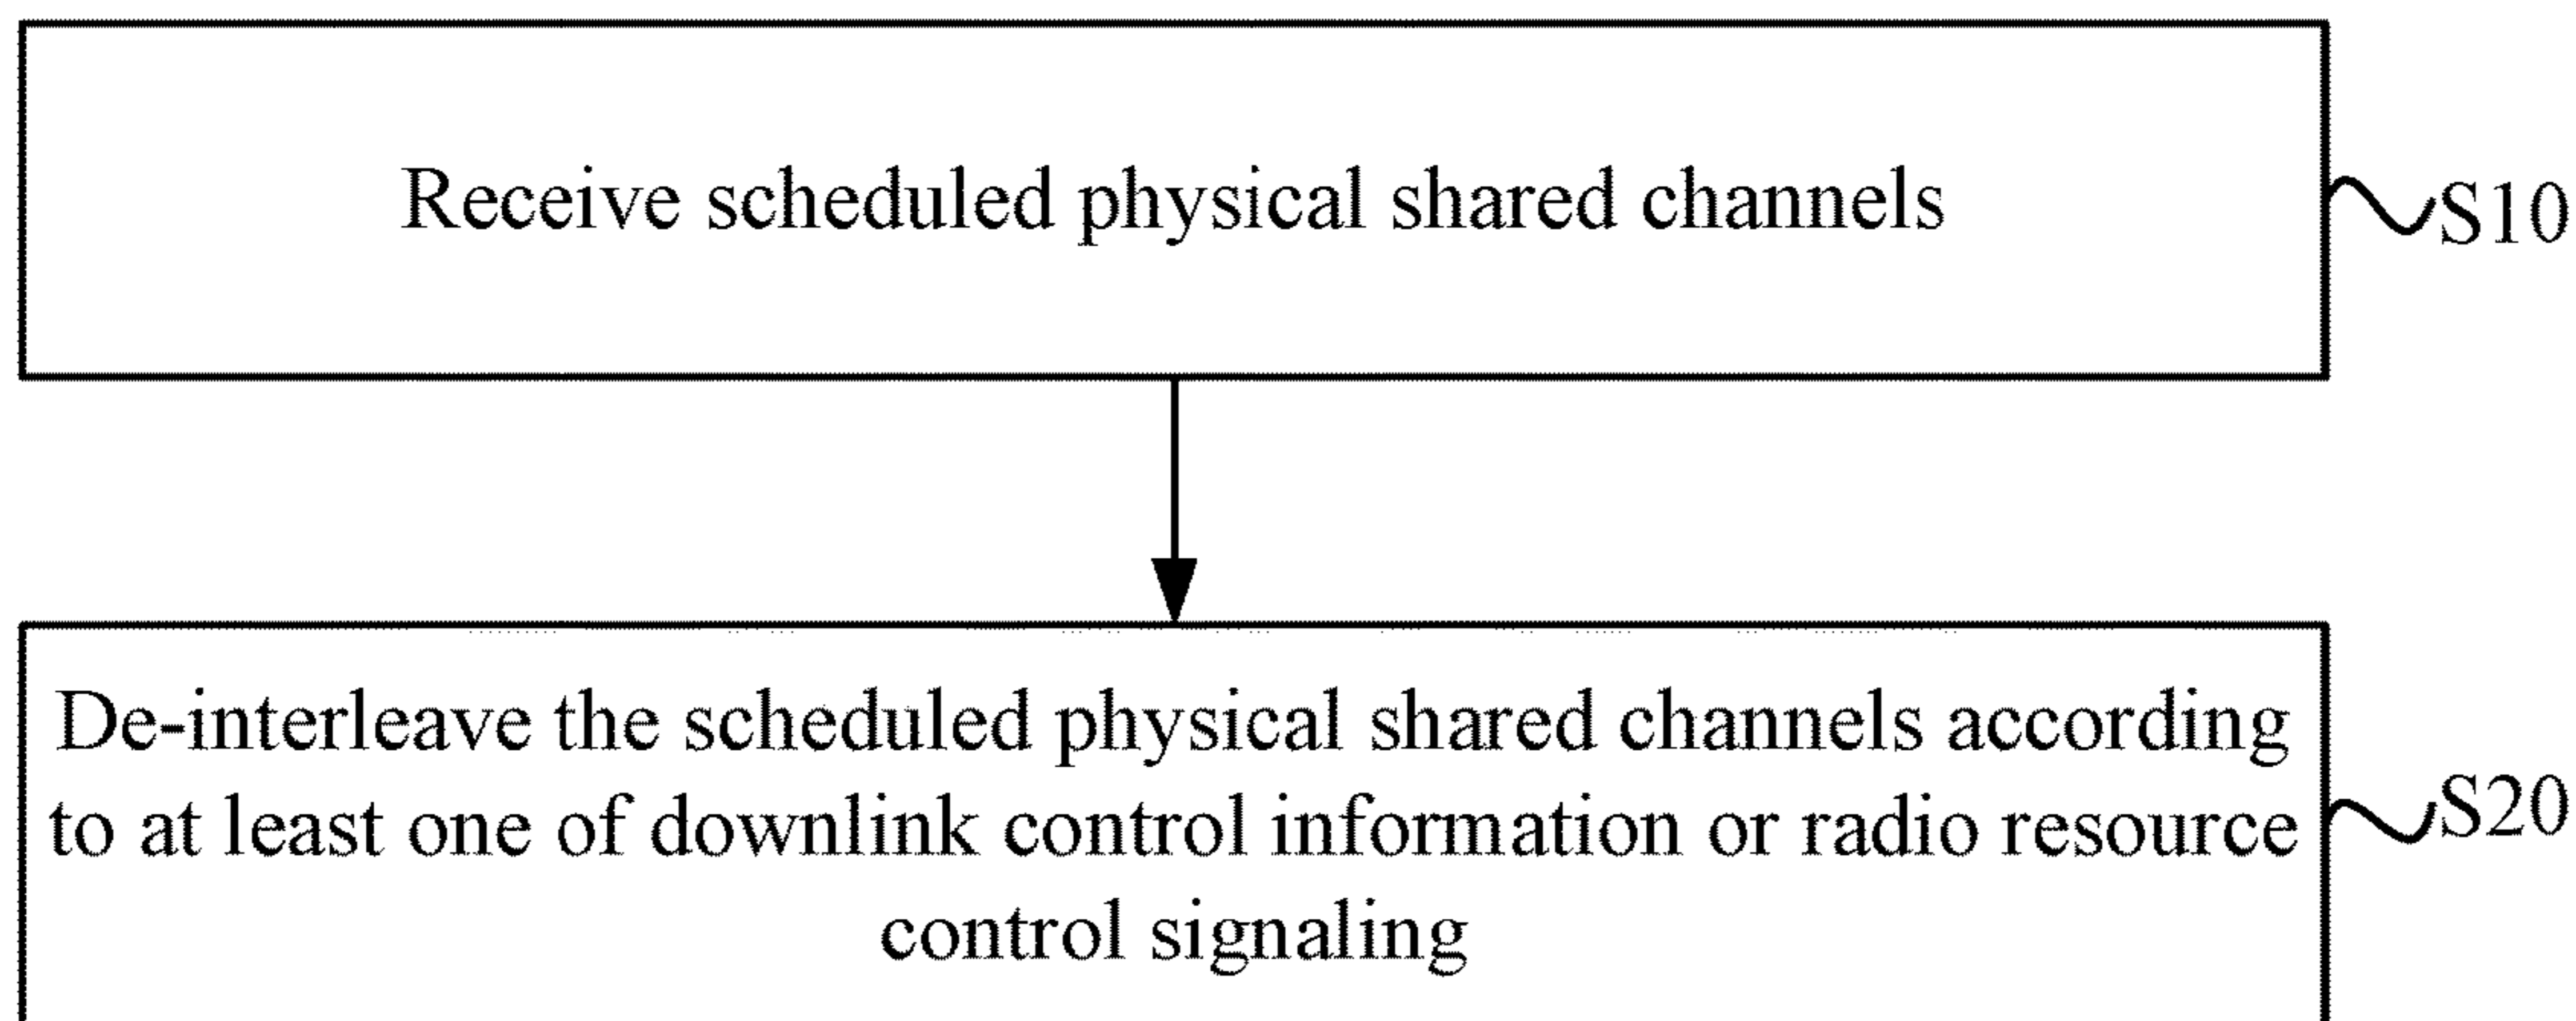 Receive scheduled physical shared channels
S10
De-interleave the scheduled physical shared channels according
to at least one of downlink control information or radio resource
control signaling
S20